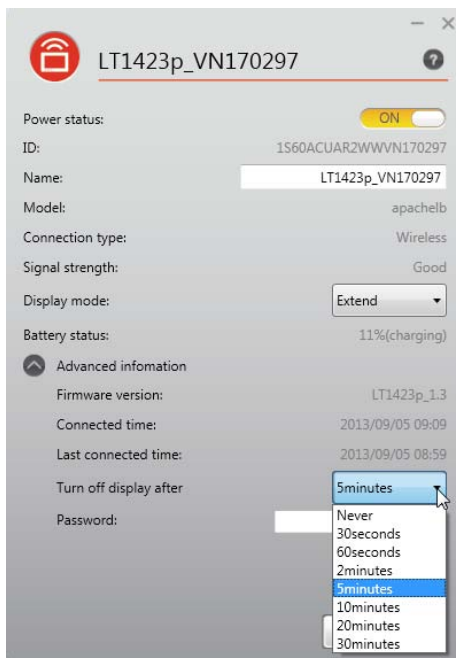 LT1423p_VN170297
?
Power status: ON
ID: 1S60ACUAR2WWVN170297
Name: LT1423p_VN170297
Model: apachelb
Connection type: Wireless
Signal strength: Good
Display mode: Extend
Battery status: 11%(charging)
Advanced infomation
Firmware version: LT1423p_1.3
Connected time: 2013/09/05 09:09
Last connected time: 2013/09/05 08:59
Turn off display after 5minutes
Password:
Never
30seconds
60seconds
2minutes
5minutes
10minutes
20minutes
30minutes